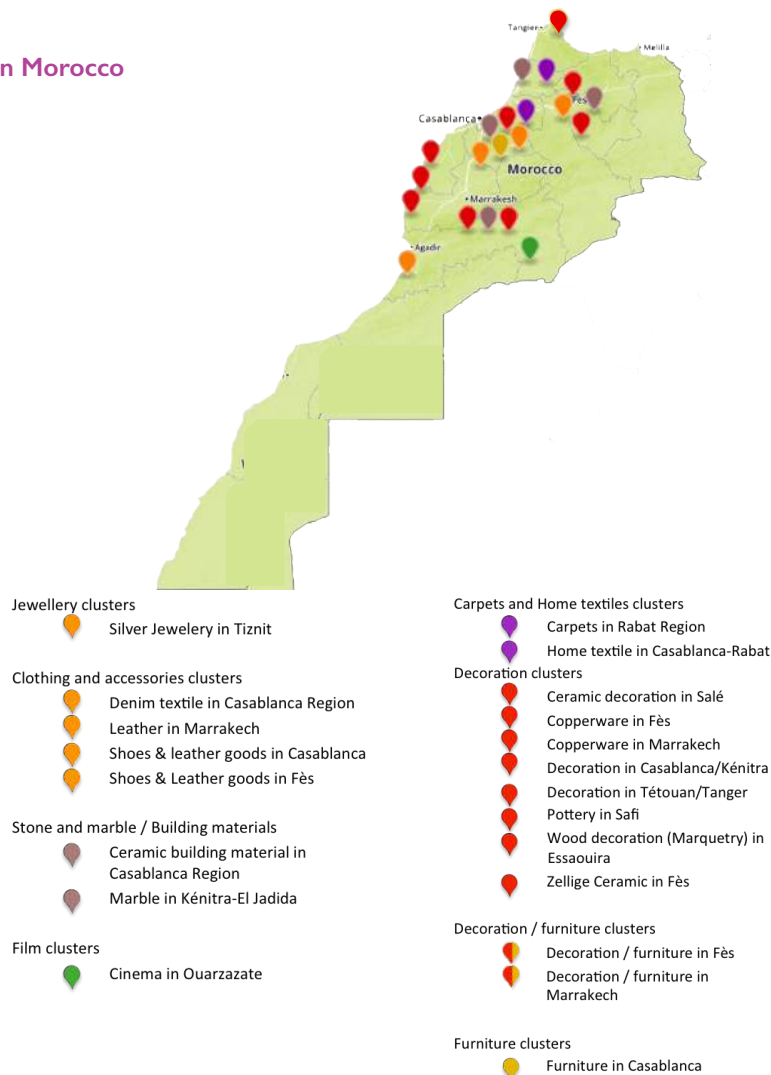 n Morocco
Tangier
Melilla
Fès
Casablanca
Morocco
Marrakesh
Agadir
Jewellery clusters
Silver Jewelery in Tiznit
Clothing and accessories clusters
Denim textile in Casablanca Region
Leather in Marrakech
Shoes & leather goods in Casablanca
Shoes & Leather goods in Fès
Stone and marble / Building materials
Ceramic building material in
Casablanca Region
Marble in Kénitra-El Jadida
Film clusters
Cinema in Ouarzazate
Carpets and Home textiles clusters
Carpets in Rabat Region
Home textile in Casablanca-Rabat
Decoration clusters
Ceramic decoration in Salé
Copperware in Fès
Copperware in Marrakech
Decoration in Casablanca/Kénitra
Decoration in Tétouan/Tanger
Pottery in Safi
Wood decoration (Marquetry) in
Essaouira
Zellige Ceramic in Fès
Decoration / furniture clusters
Decoration / furniture in Fès
Decoration / furniture in
Marrakech
Furniture clusters
Furniture in Casablanca